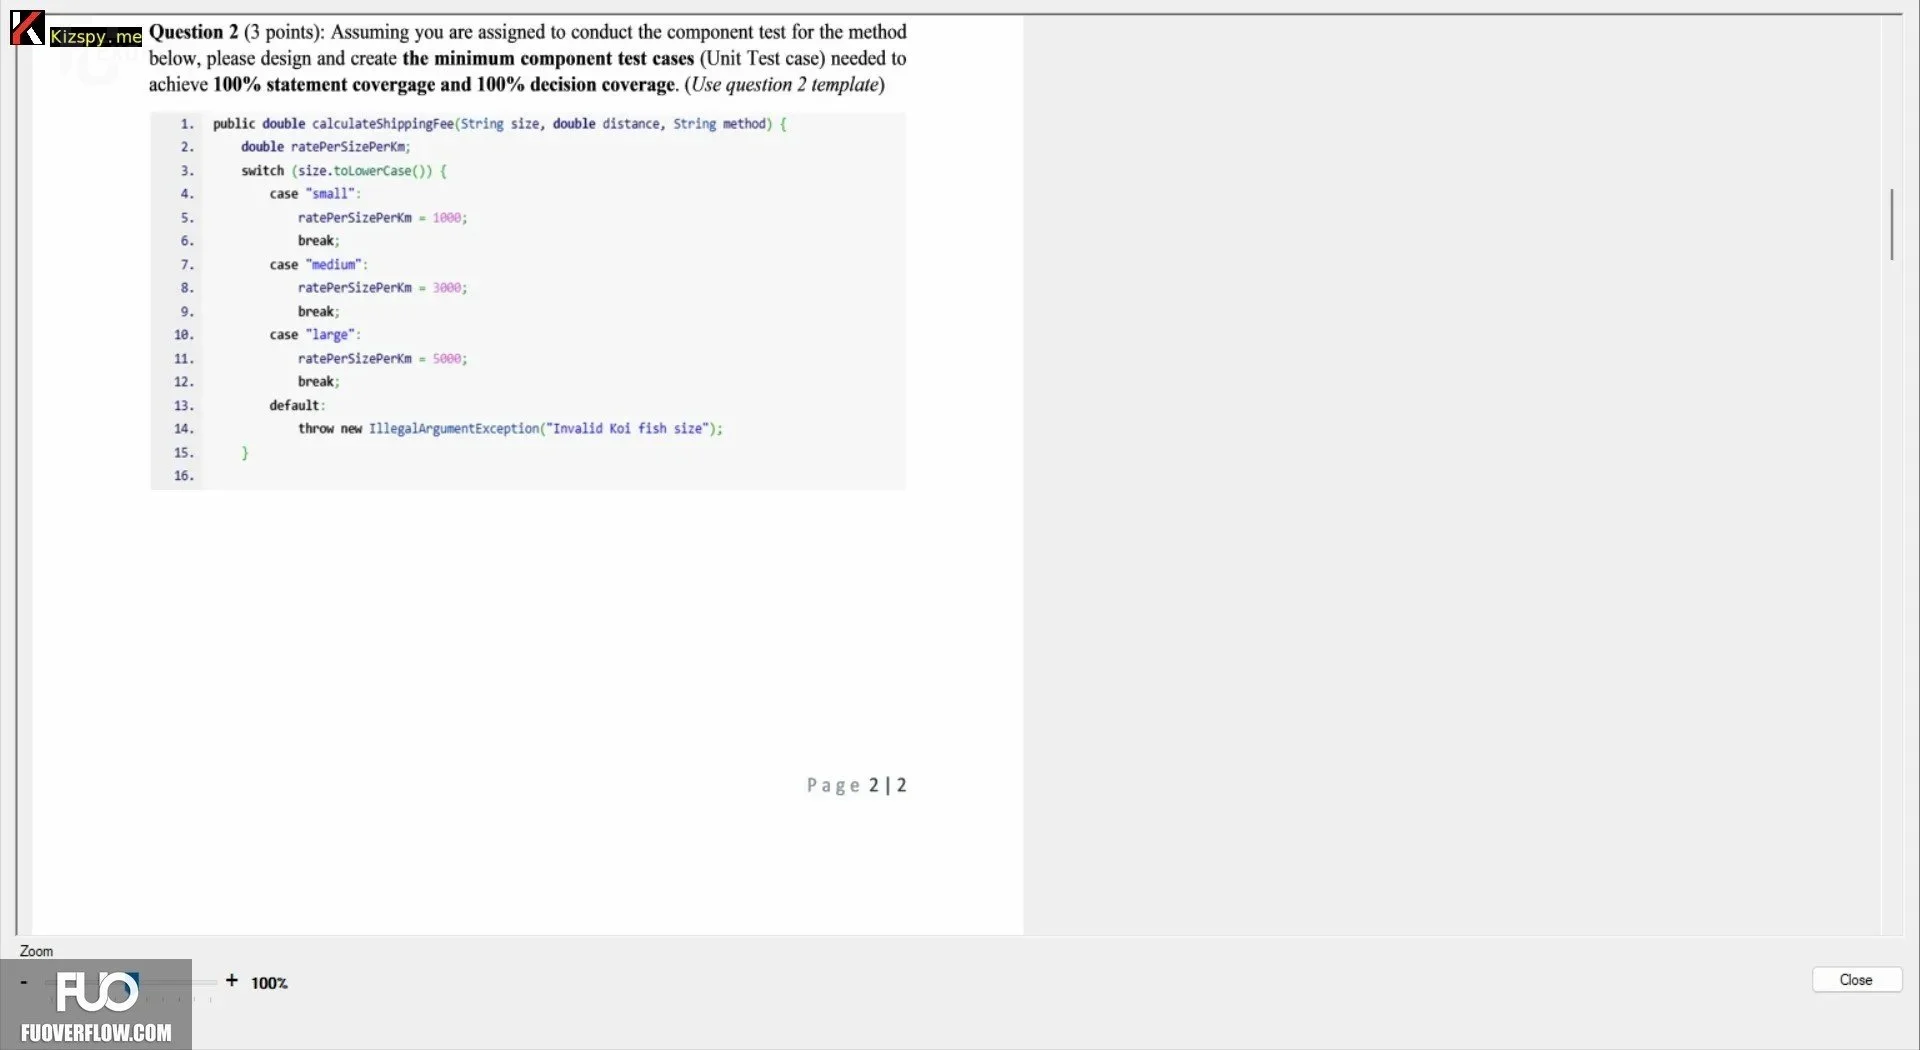 Kizspy.me
Question 2 (3 points): Assuming you are assigned to conduct the component test for the method
below, please design and create the minimum component test cases (Unit Test case) needed to
achieve 100% statement covergage and 100% decision coverage. (Use question 2 template)
1. public double calculateShippingFee(String size, double distance, String method) {
2. double ratePerSizePerKm;
3. switch (size.toLowerCase()) {
4. case "small":
5. ratePerSizePerKm = 1000;
6. break;
7. case "medium":
8. ratePerSizePerKm = 3000;
9. break;
10. case "large":
11. ratePerSizePerKm = 5000;
12. break;
13. default:
14. throw new IllegalArgumentException("Invalid Koi fish size");
15. }
16.
Page 2 | 2
Zoom
- + 100%
Close
FUO
FUOVERFLOW.COM